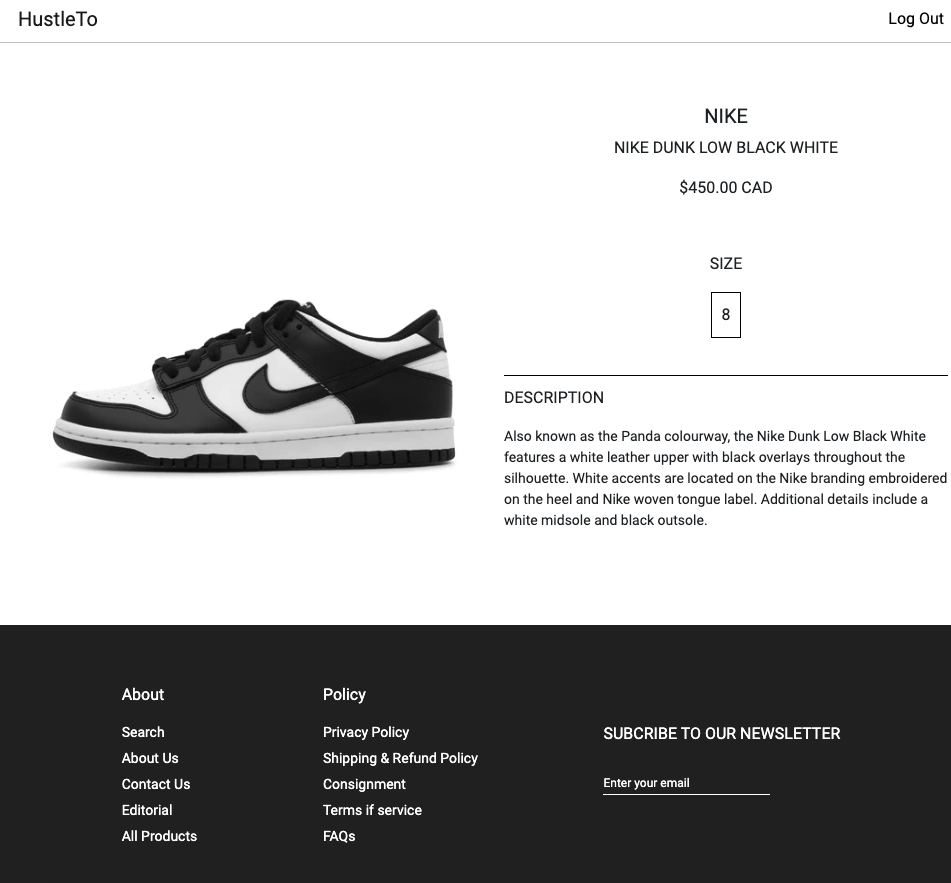 HustleTo
Log Out
NIKE
NIKE DUNK LOW BLACK WHITE
$450.00 CAD
SIZE
8
DESCRIPTION
Also known as the Panda colourway, the Nike Dunk Low Black White
features a white leather upper with black overlays throughout the
silhouette. White accents are located on the Nike branding embroidered
on the heel and Nike woven tongue label. Additional details include a
white midsole and black outsole.
About
Search
About Us
Contact Us
Editorial
All Products
Policy
Privacy Policy
Shipping & Refund Policy
Consignment
Terms if service
FAQs
SUBCRIBE TO OUR NEWSLETTER
Enter your email